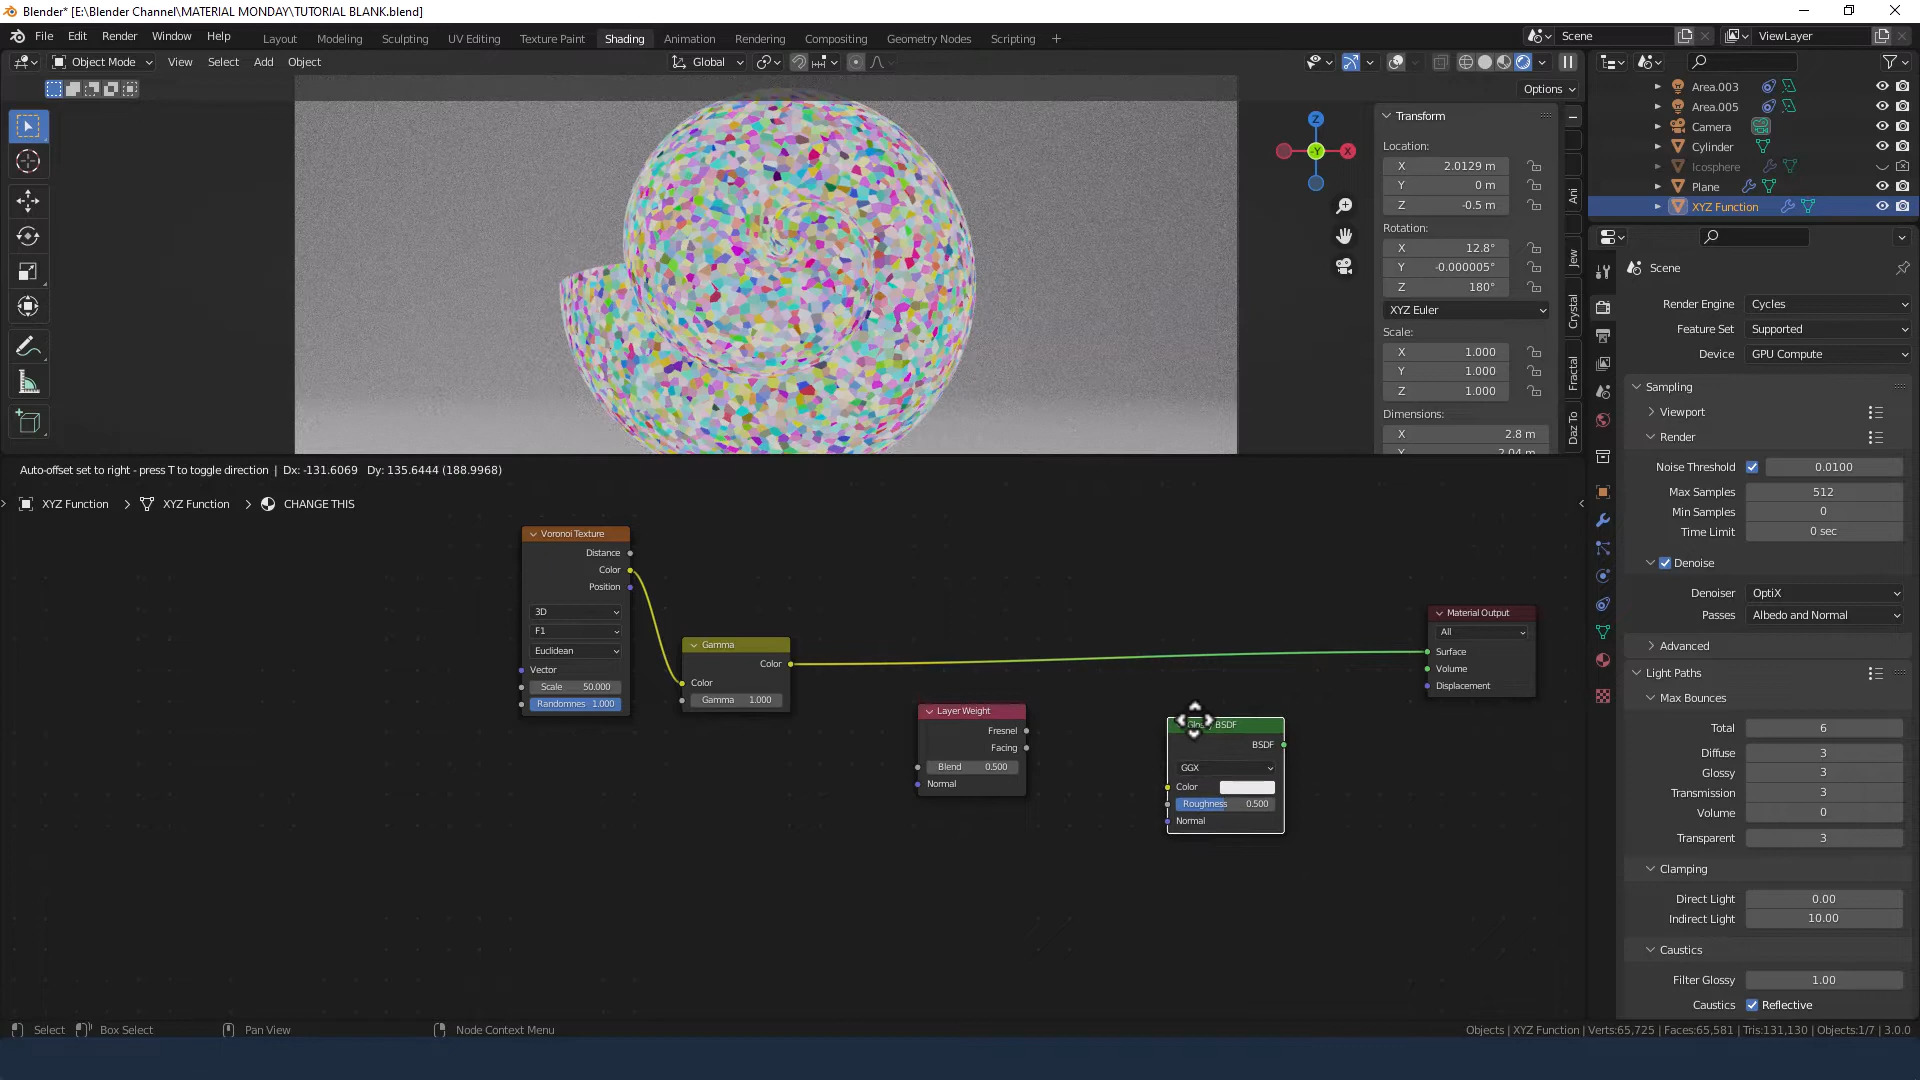 Blender* [E:\Blender Channel\MATERIAL MONDAY\TUTORIAL BLANK.blend]
File Edit Render Window Help
Layout Modeling Sculpting UV Editing Texture Paint Shading Animation Rendering Compositing Geometry Nodes Scripting
Scene
ViewLayer
Object Mode View Select Add Object
Global
Options
Z
-Y
X
Transform
Location:
X 2.0129 m
Y 0 m
Z -0.5 m
Rotation:
X 12.8°
Y -0.000005°
Z 180°
XYZ Euler
Scale:
X 1.000
Y 1.000
Z 1.000
Dimensions:
X 2.8 m
Y 2.04 m
Ani
Jew
Crystal
Fractal
Daz To
Area.003
Area.005
Camera
Cylinder
Icosphere
Plane
XYZ Function
Scene
Render Engine Cycles
Feature Set Supported
Device GPU Compute
Sampling
Viewport
Render
Noise Threshold 0.0100
Max Samples 512
Min Samples 0
Time Limit 0 sec
Denoise
Denoiser OptiX
Passes Albedo and Normal
Advanced
Light Paths
Max Bounces
Total 6
Diffuse 3
Glossy 3
Transmission 3
Volume 0
Transparent 3
Clamping
Direct Light 0.00
Indirect Light 10.00
Caustics
Filter Glossy 1.00
Caustics Reflective
Auto-offset set to right - press T to toggle direction | Dx: -131.6069 Dy: 135.6444 (188.9968)
XYZ Function > XYZ Function > CHANGE THIS
Voronoi Texture
Distance
Color
Position
3D
F1
Euclidean
Vector
Scale 50.000
Randomnes 1.000
Gamma
Color
Color
Gamma 1.000
Layer Weight
Fresnel
Facing
Blend 0.500
Normal
BSDF
BSDF
GGX
Color
Roughness 0.500
Normal
Material Output
All
Surface
Volume
Displacement
Select Box Select Pan View Node Context Menu
Objects | XYZ Function | Verts:65,725 | Faces:65,581 | Tris:131,130 | Objects:1/7 | 3.0.0